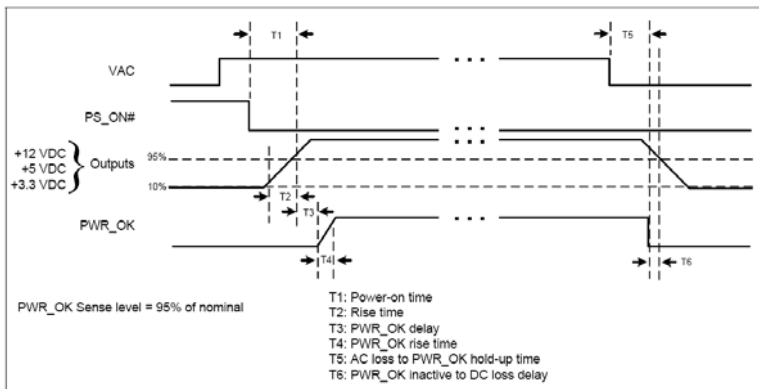 T1
T5
VAC
PS_ON#
+12 VDC
+5 VDC
+3.3 VDC
Outputs
95%
10%
T2
T3
PWR_OK
T4
T6
PWR_OK Sense level = 95% of nominal
T1: Power-on time
T2: Rise time
T3: PWR_OK delay
T4: PWR_OK rise time
T5: AC loss to PWR_OK hold-up time
T6: PWR_OK inactive to DC loss delay